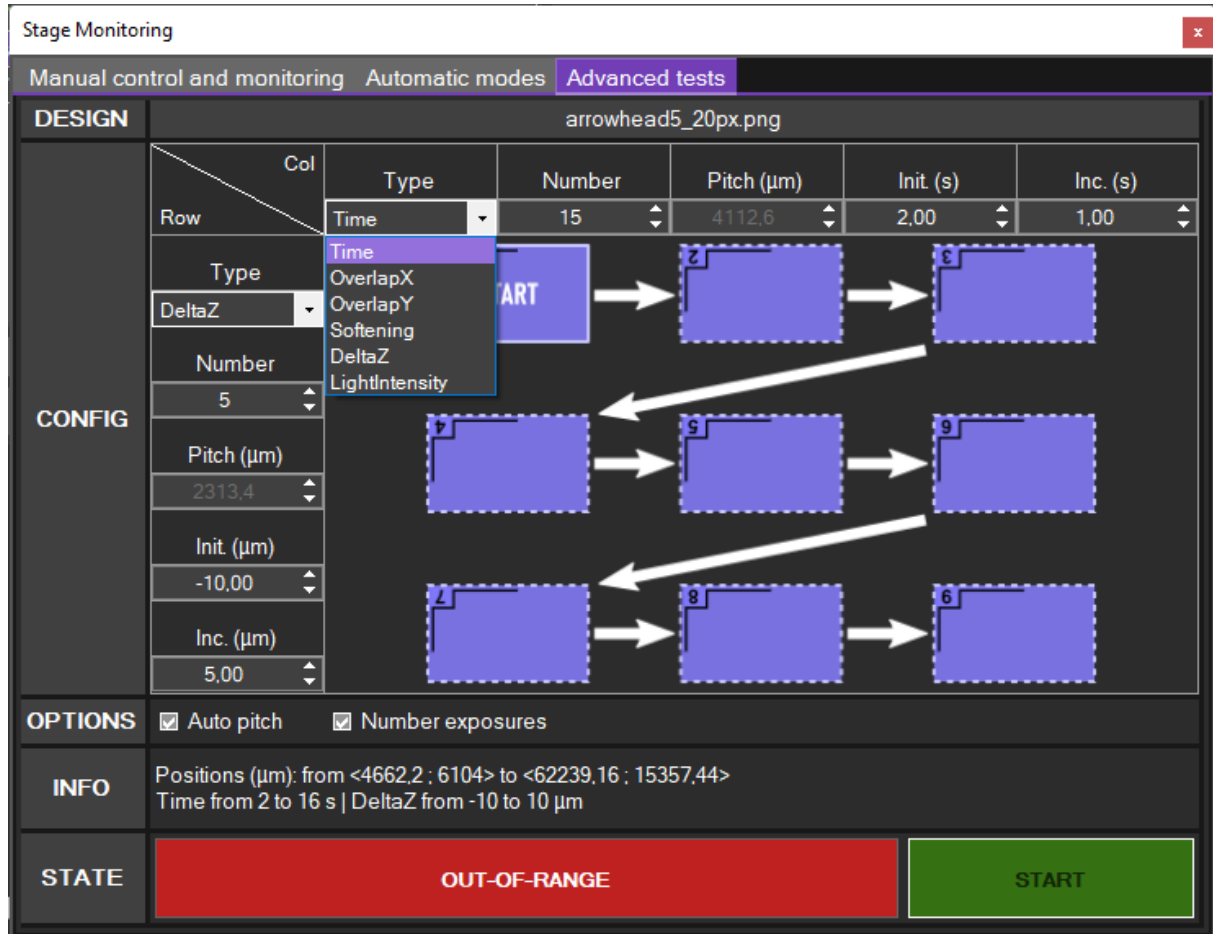 Stage Monitoring
x
Manual control and monitoring Automatic modes Advanced tests
DESIGN arrowhead5_20px.png
Col
Row
Type Number Pitch (µm) Init. (s) Inc. (s)
Time 15 4112,6 2,00 1,00
Time
OverlapX
OverlapY
Softening
DeltaZ
LightIntensity
CONFIG
Type
DeltaZ
Number
5
Pitch (µm)
2313,4
Init. (µm)
-10,00
Inc. (µm)
5,00
ART
2
3
4
5
6
7
8
9
OPTIONS Auto pitch Number exposures
INFO
Positions (µm): from <4662,2 ; 6104> to <62239,16 ; 15357,44>
Time from 2 to 16 s | DeltaZ from -10 to 10 µm
STATE OUT-OF-RANGE START